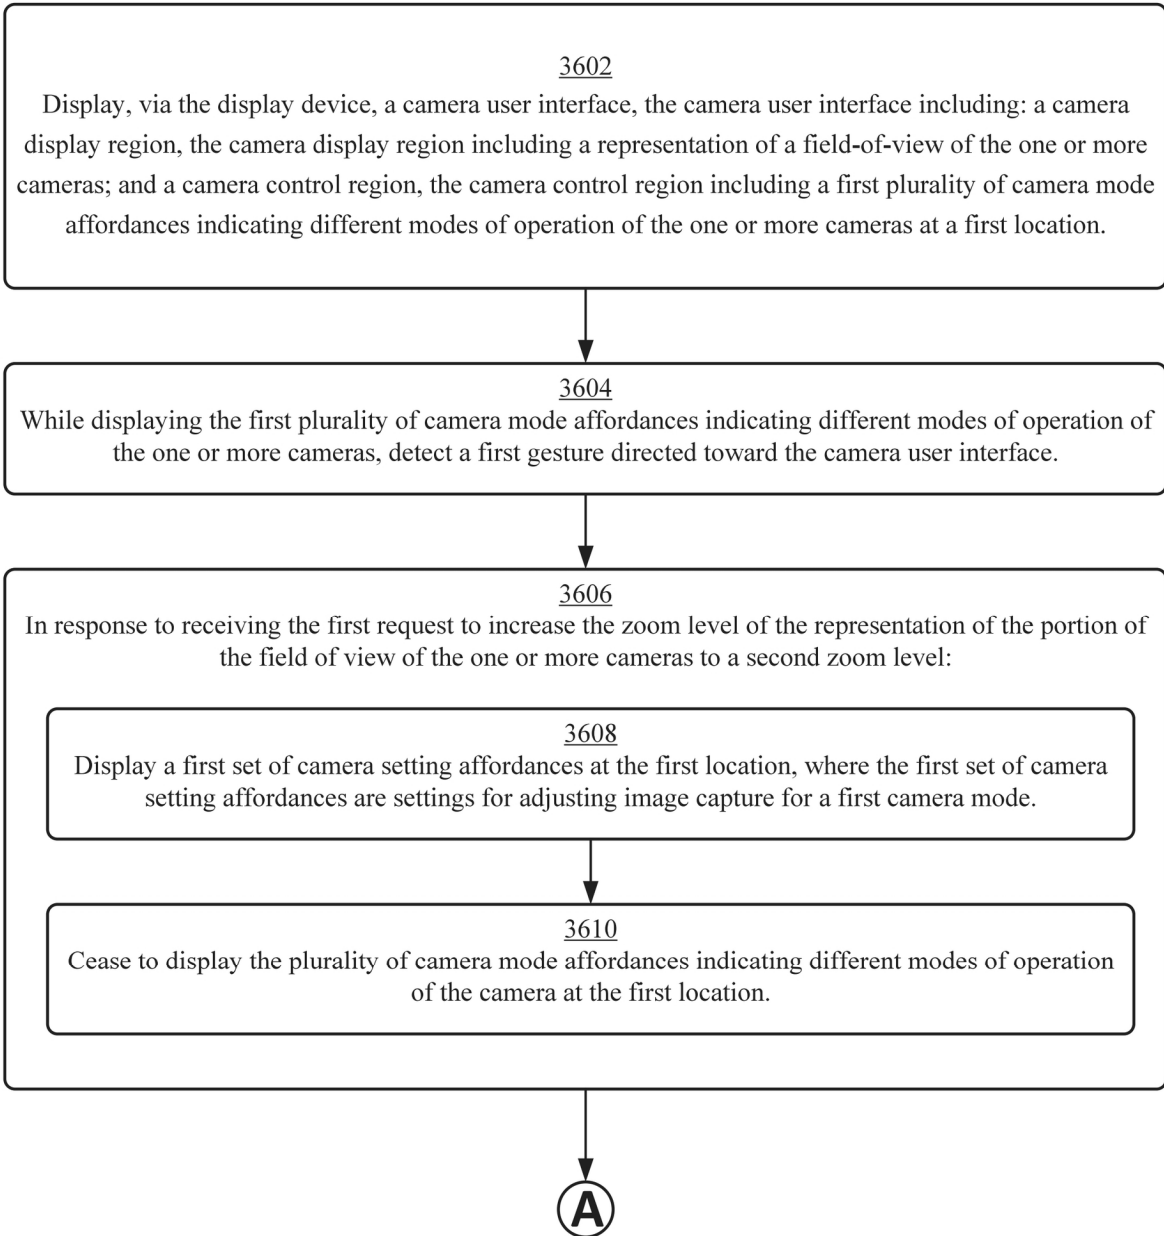 3602
Display, via the display device, a camera user interface, the camera user interface including: a camera
display region, the camera display region including a representation of a field-of-view of the one or more
cameras; and a camera control region, the camera control region including a first plurality of camera mode
affordances indicating different modes of operation of the one or more cameras at a first location.
3604
While displaying the first plurality of camera mode affordances indicating different modes of operation of
the one or more cameras, detect a first gesture directed toward the camera user interface.
3606
In response to receiving the first request to increase the zoom level of the representation of the portion of
the field of view of the one or more cameras to a second zoom level:
3608
Display a first set of camera setting affordances at the first location, where the first set of camera
setting affordances are settings for adjusting image capture for a first camera mode.
3610
Cease to display the plurality of camera mode affordances indicating different modes of operation
of the camera at the first location.
A